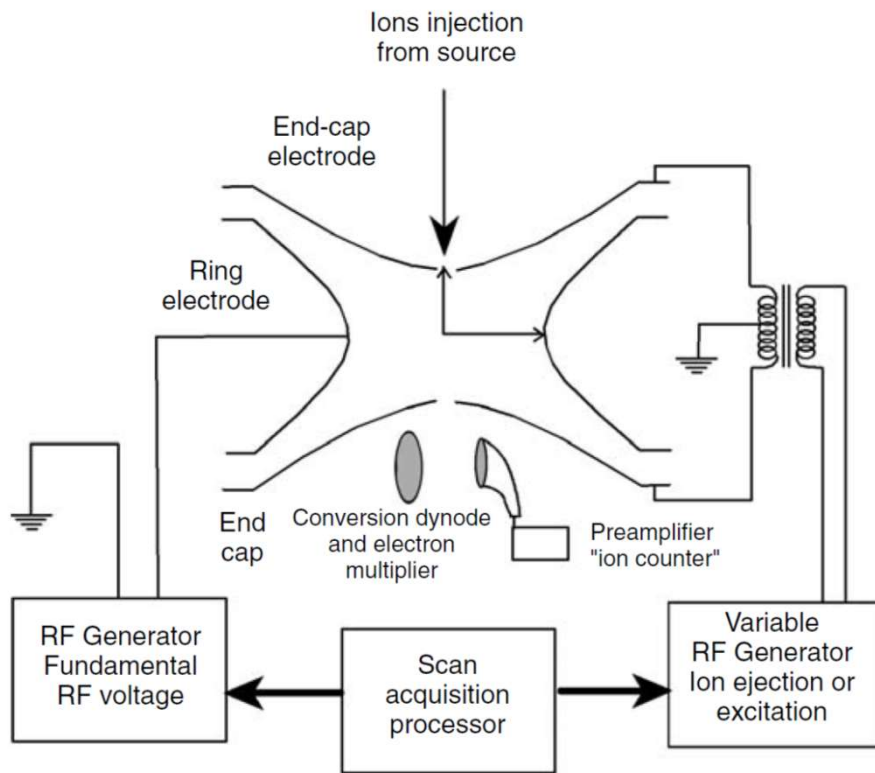 Ions injection
from source
End-cap
electrode
Ring
electrode
End
cap
Conversion dynode
and electron
multiplier
Preamplifier
"ion counter"
RF Generator
Fundamental
RF voltage
Scan
acquisition
processor
Variable
RF Generator
Ion ejection or
excitation